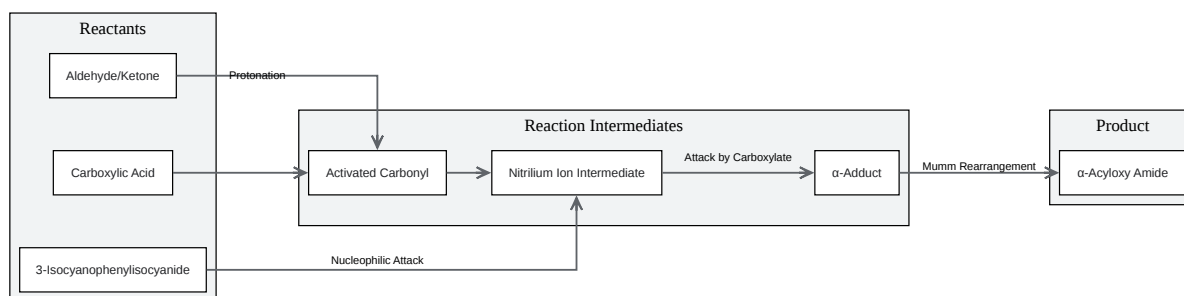 Reactants
Aldehyde/Ketone
Protonation
Carboxylic Acid
3-Isocyanophenylisocyanide
Nucleophilic Attack
Reaction Intermediates
Activated Carbonyl
Nitrilium Ion Intermediate
Attack by Carboxylate
α-Adduct
Mumm Rearrangement
Product
α-Acyloxy Amide